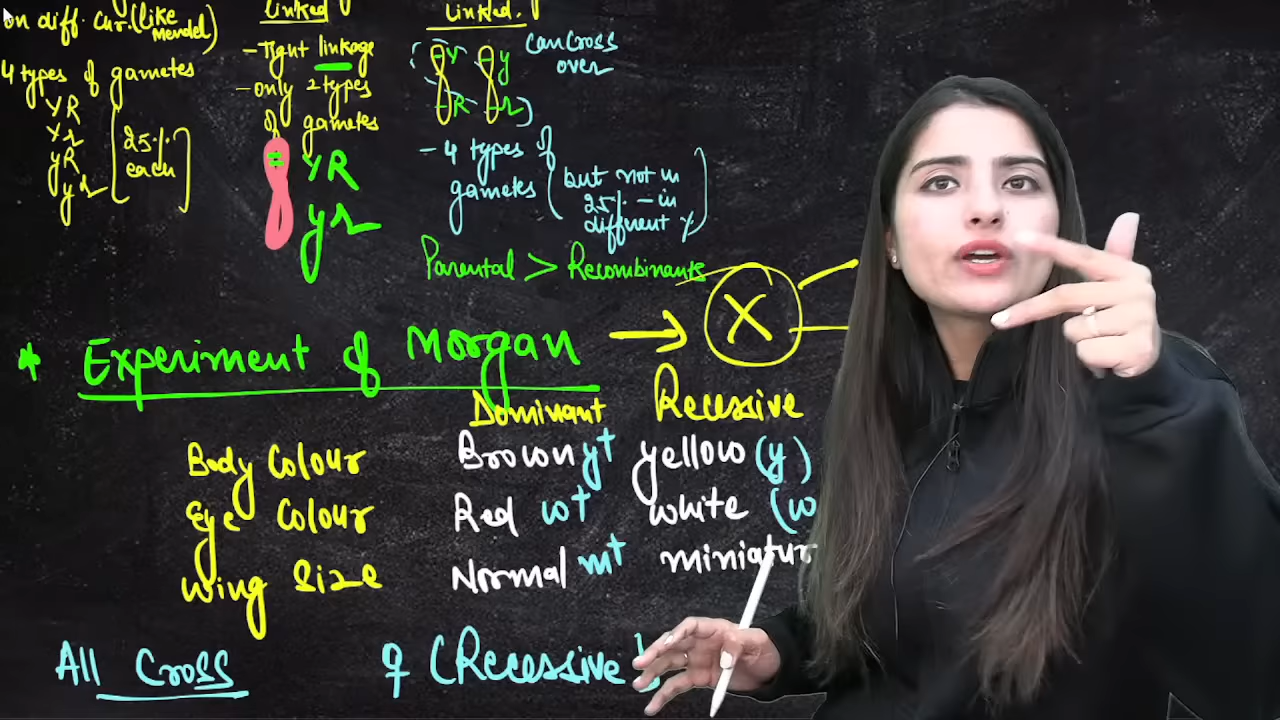 on diff. Chr. (like Mendel)
4 types of gametes
YR
Yr
yR
yr
25% each
Linked
- Tight linkage
- only 2 types
of gametes
= YR
yr
Linked.
Y y
R r
Can Cross over
- 4 types of
gametes (but not in
25% - in
different %)
Parental > Recombinants
* Experiment of Morgan → X
Dominant Recessive
Body Colour Brown y+ yellow (y)
Eye Colour Red w+ white (w
Wing Size Normal m+ miniatur
All Cross ♀ (Recessive)